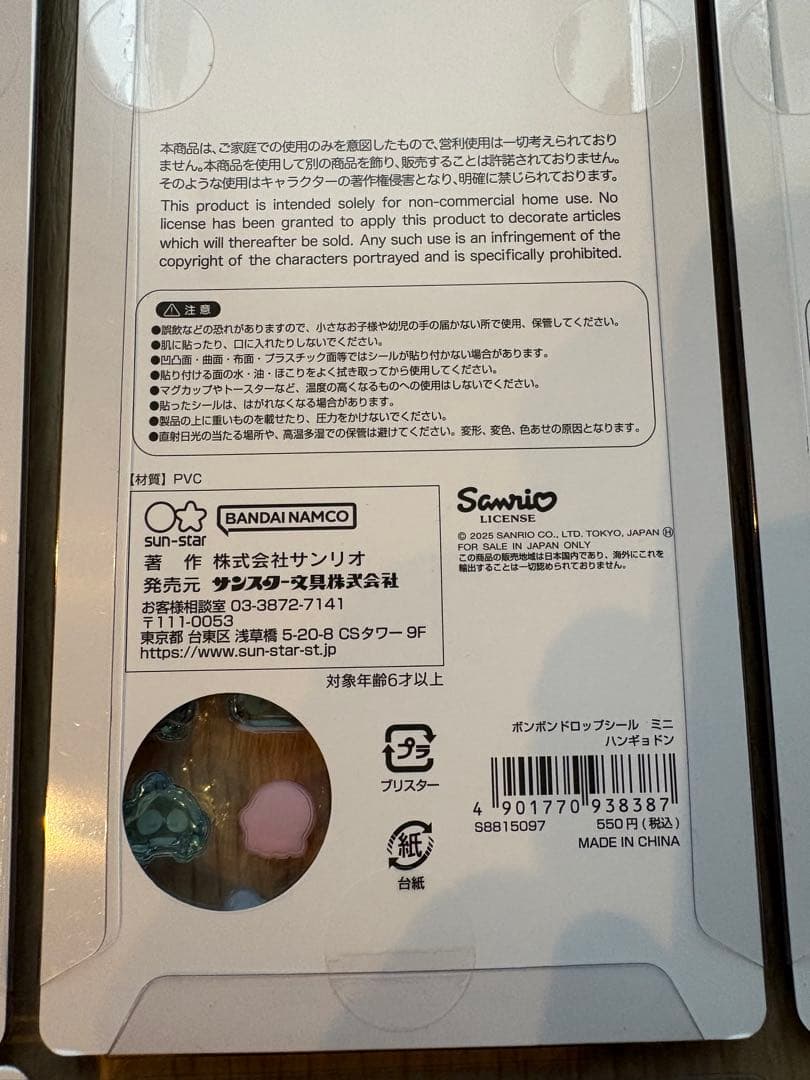 本商品は、ご家庭での使用のみを意図したもので、営利使用は一切考えられており
ません。本商品を使用して別の商品を飾り、販売することは許諾されておりません。
そのような使用はキャラクターの著作権侵害となり、明確に禁じられております。
This product is intended solely for non-commercial home use. No
license has been granted to apply this product to decorate articles
which will thereafter be sold. Any such use is an infringement of the
copyright of the characters portrayed and is specifically prohibited.
注意
●誤飲などの恐れがありますので、小さなお子様や幼児の手の届かない所で使用、保管してください。
●肌に貼ったり、口に入れたりしないでください。
●凹凸面・曲面・布面・プラスチック面等ではシールが貼り付かない場合があります。
●貼り付ける面の水・油・ほこりをよく拭き取ってから使用してください。
●マグカップやトースターなど、温度の高くなるものへの使用はしないでください。
●貼ったシールは、はがれなくなる場合があります。
●製品の上に重いものを載せたり、圧力をかけないでください。
●直射日光の当たる場所や、高温多湿での保管は避けてください。変形、変色、色あせの原因となります。
【材質】PVC
sun-star BANDAI NAMCO
著 作 株式会社サンリオ
発売元 サンスター文具株式会社
お客様相談室 03-3872-7141
〒111-0053
東京都 台東区 浅草橋 5-20-8 CSタワー 9F
https://www.sun-star-st.jp
Sanrio
LICENSE
© 2025 SANRIO CO., LTD. TOKYO, JAPAN Ⓗ
FOR SALE IN JAPAN ONLY
この商品の販売地域は日本国内であり、海外にこれを
輸出することは一切認められておりません。
対象年齢6才以上
プラ
ブリスター
紙
台紙
ボンボンドロップシール ミニ
ハンギョドン
4 901770 938387
S8815097 550円(税込)
MADE IN CHINA